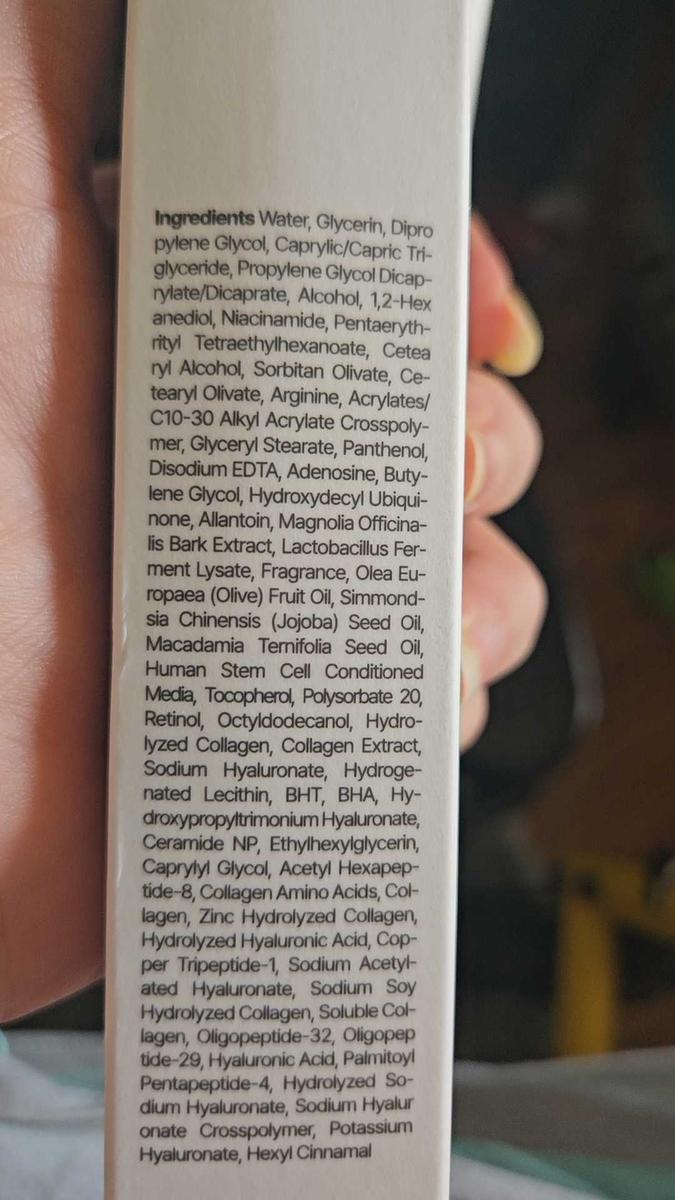 Ingredients Water, Glycerin, Dipro
pylene Glycol, Caprylic/Capric Tri-
glyceride, Propylene Glycol Dicap-
rylate/Dicaprate, Alcohol, 1,2-Hex
anediol, Niacinamide, Pentaeryth-
rityl Tetraethylhexanoate, Cetea
ryl Alcohol, Sorbitan Olivate, Ce-
tearyl Olivate, Arginine, Acrylates/
C10-30 Alkyl Acrylate Crosspoly-
mer, Glyceryl Stearate, Panthenol,
Disodium EDTA, Adenosine, Buty-
lene Glycol, Hydroxydecyl Ubiqui-
none, Allantoin, Magnolia Officina-
lis Bark Extract, Lactobacillus Fer-
ment Lysate, Fragrance, Olea Eu-
ropaea (Olive) Fruit Oil, Simmond-
sia Chinensis (Jojoba) Seed Oil,
Macadamia Ternifolia Seed Oil,
Human Stem Cell Conditioned
Media, Tocopherol, Polysorbate 20,
Retinol, Octyldodecanol, Hydro-
lyzed Collagen, Collagen Extract,
Sodium Hyaluronate, Hydroge-
nated Lecithin, BHT, BHA, Hy-
droxypropyltrimonium Hyaluronate,
Ceramide NP, Ethylhexylglycerin,
Caprylyl Glycol, Acetyl Hexapep-
tide-8, Collagen Amino Acids, Col-
lagen, Zinc Hydrolyzed Collagen,
Hydrolyzed Hyaluronic Acid, Cop-
per Tripeptide-1, Sodium Acetyl-
ated Hyaluronate, Sodium Soy
Hydrolyzed Collagen, Soluble Col-
lagen, Oligopeptide-32, Oligopep
tide-29, Hyaluronic Acid, Palmitoyl
Pentapeptide-4, Hydrolyzed So-
dium Hyaluronate, Sodium Hyalur
onate Crosspolymer, Potassium
Hyaluronate, Hexyl Cinnamal